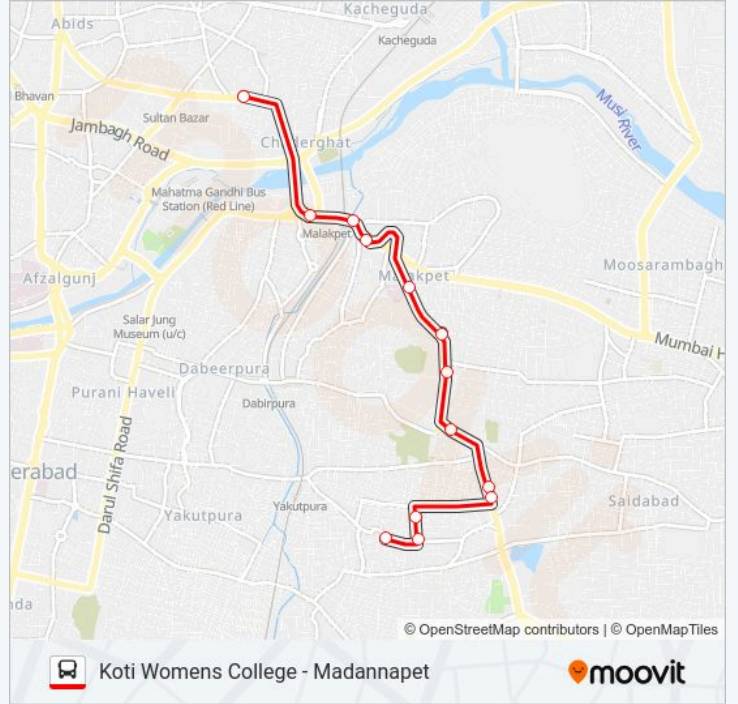 Kacheguda
Abids
Kacheguda
Bhavan
Sultan Bazar
Jambagh Road
Musi River
Mahatma Gandhi Bus
Station (Red Line)
Malakpet
Moosarambagh
Afzalgunj
Salar Jung
Museum (u/c)
Mumbai H
Dabeerpura
Purani Haveli
Dabirpura
Darul Shifa Road
erabad
Yakutpura
Yakutpura
Saidabad
nda
© OpenStreetMap contributors | © OpenMapTiles
Koti Womens College - Madannapet
moovit